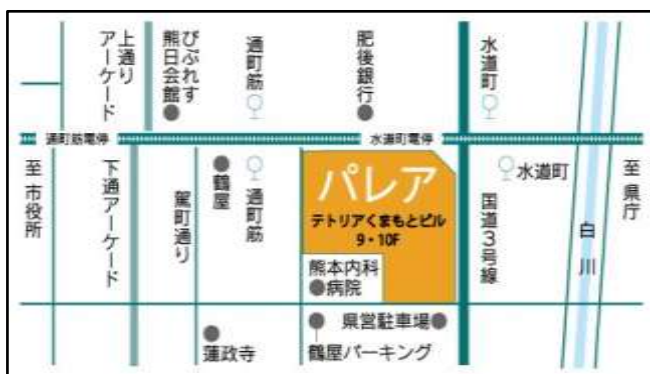 上通り
アーケード
びぷれす
熊日会館
通町筋
肥後銀行
水道町
通町筋電停
水道町電停
至市役所
下通アーケード
駕町通り
鶴屋
通町筋
パレア
テトリアくまもとビル
9・10F
熊本内科
病院
国道3号線
水道町
白川
至県庁
蓮政寺
県営駐車場
鶴屋パーキング